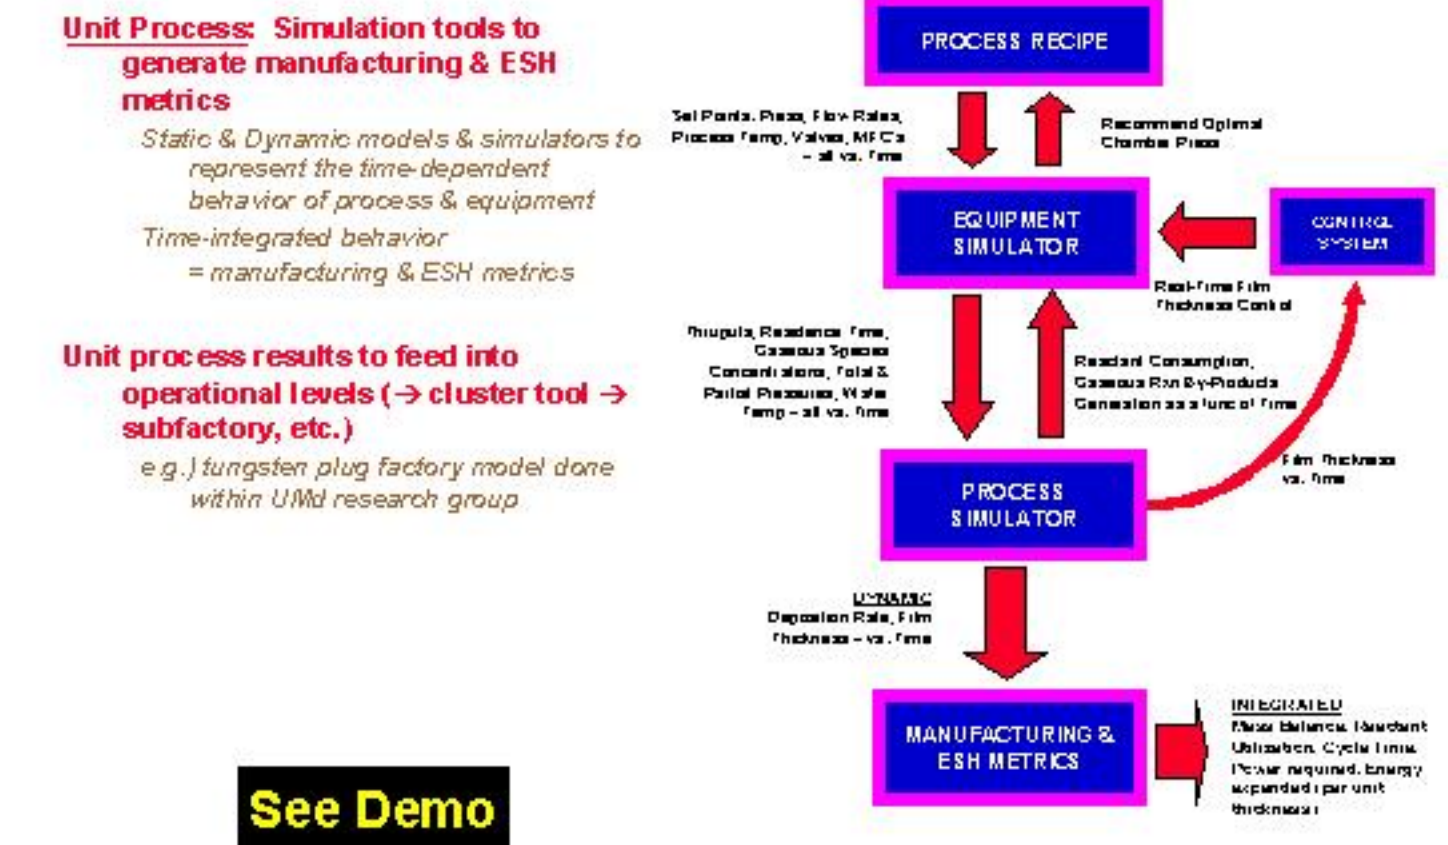 Unit Process: Simulation tools to
generate manufacturing & ESH
metrics
Static & Dynamic models & simulators to
represent the time-dependent
behavior of process & equipment
Time-integrated behavior
= manufacturing & ESH metrics
Unit process results to feed into
operational levels (→ cluster tool →
subfactory, etc.)
e.g.) tungsten plug factory model done
within UMd research group
See Demo
PROCESS RECIPE
Set Points: Press, Flow Rates,
Process Temp, Valves, MFC's
– all vs. Time
Recommend Optimal
Chamber Press
EQUIPMENT
SIMULATOR
CONTROL
SYSTEM
Real-Time Film
Thickness Control
Thruputs, Residence Time,
Gaseous Species
Concentrations, Total &
Partial Pressures, Wafer
Temp – all vs. Time
Reactant Consumption,
Gaseous Rxn By-Products
Generation as a func of Time
Film Thickness
vs. Time
PROCESS
SIMULATOR
DYNAMIC
Deposition Rate, Film
Thickness – vs. Time
MANUFACTURING &
ESH METRICS
INTEGRATED
Mass Balance, Reactant
Utilization, Cycle Time,
Power required, Energy
expended (per unit
thickness)